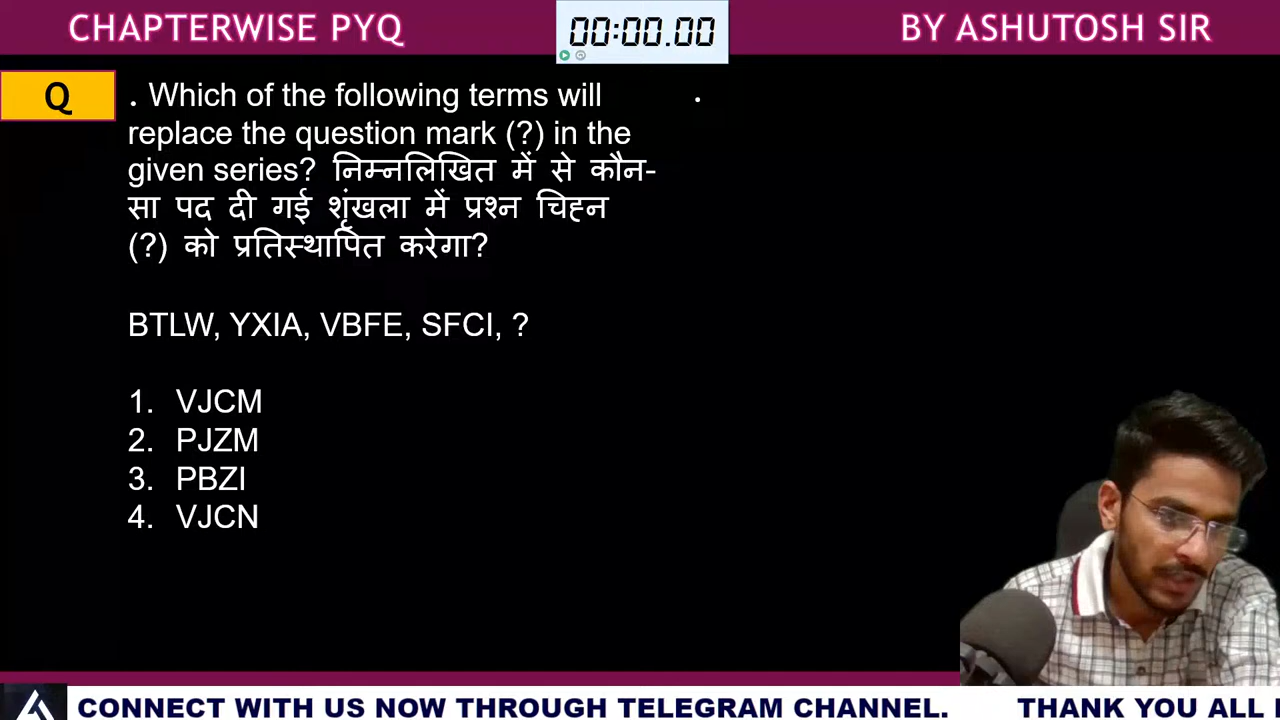 CHAPTERWISE PYQ
00:00.00
BY ASHUTOSH SIR
Q
. Which of the following terms will
replace the question mark (?) in the
given series? निम्नलिखित में से कौन-
सा पद दी गई शृंखला में प्रश्न चिह्न
(?) को प्रतिस्थापित करेगा?
BTLW, YXIA, VBFE, SFCI, ?
1. VJCM
2. PJZM
3. PBZI
4. VJCN
CONNECT WITH US NOW THROUGH TELEGRAM CHANNEL.
THANK YOU ALL